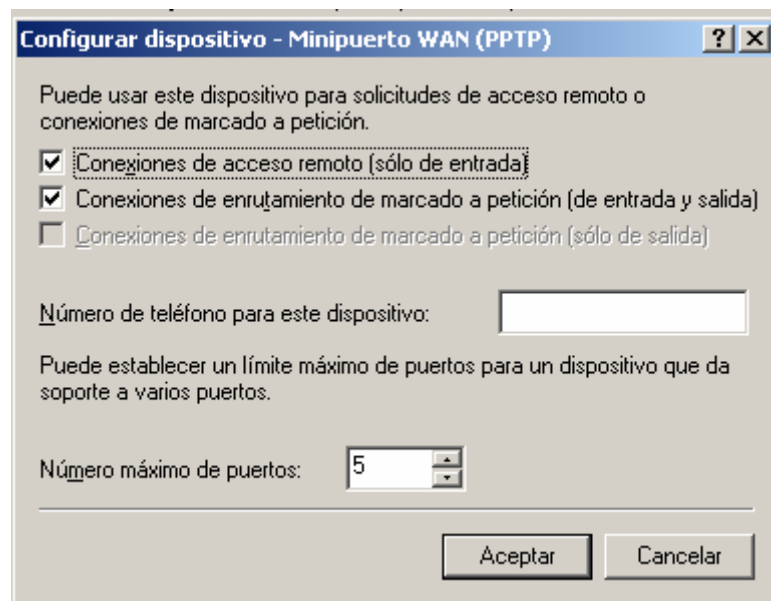 Configurar dispositivo - Minipuerto WAN (PPTP)
Puede usar este dispositivo para solicitudes de acceso remoto o
conexiones de marcado a petición.
Conexiones de acceso remoto (sólo de entrada)
Conexiones de enrutamiento de marcado a petición (de entrada y salida)
Conexiones de enrutamiento de marcado a petición (sólo de salida)
Número de teléfono para este dispositivo:
Puede establecer un límite máximo de puertos para un dispositivo que da
soporte a varios puertos.
Número máximo de puertos: 5
Aceptar Cancelar